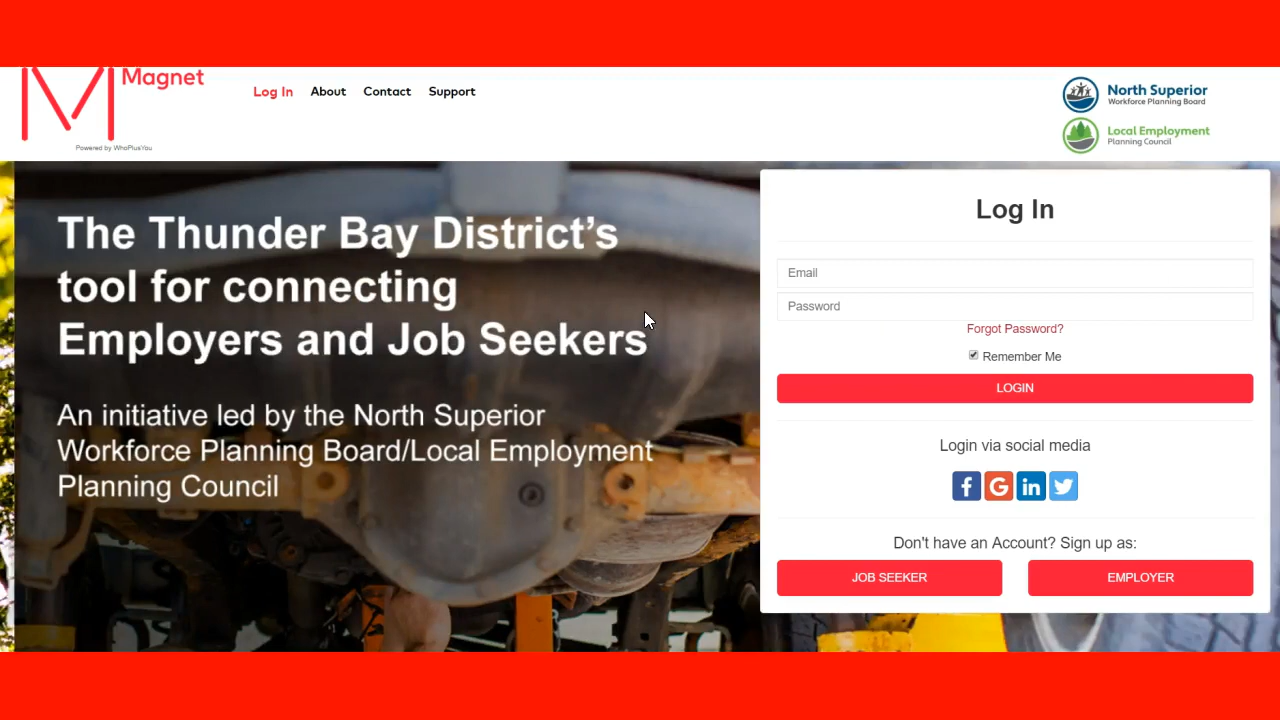 Magnet
Powered by WhoPlusYou
Log In About Contact Support
North Superior
Workforce Planning Board
Local Employment
Planning Council
The Thunder Bay District’s
tool for connecting
Employers and Job Seekers
An initiative led by the North Superior
Workforce Planning Board/Local Employment
Planning Council
Log In
Email
Password
Forgot Password?
Remember Me
LOGIN
Login via social media
Don't have an Account? Sign up as:
JOB SEEKER EMPLOYER